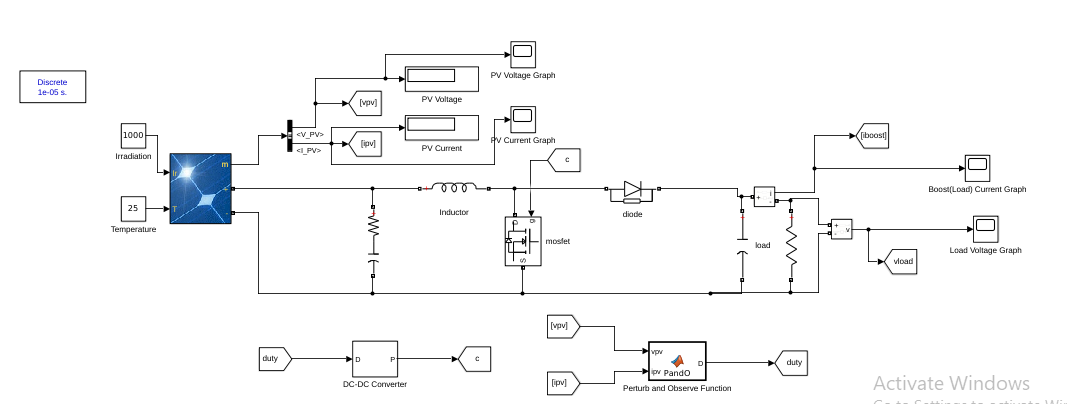 PV Voltage Graph
Discrete
1e-05 s.
PV Voltage
[vpv]
1000
<V_PV>
[iboost]
PV Current Graph
[ipv]
<I_PV>
PV Current
Irradiation
c
m
Ir
Boost(Load) Current Graph
25
T
Inductor
diode
Temperature
D
g
S
mosfet
load
i
+
-
v
Load Voltage Graph
vload
[vpv]
duty
D
P
c
DC-DC Converter
vpv
ipv
PandO
D
duty
[ipv]
Perturb and Observe Function
Activate Windows